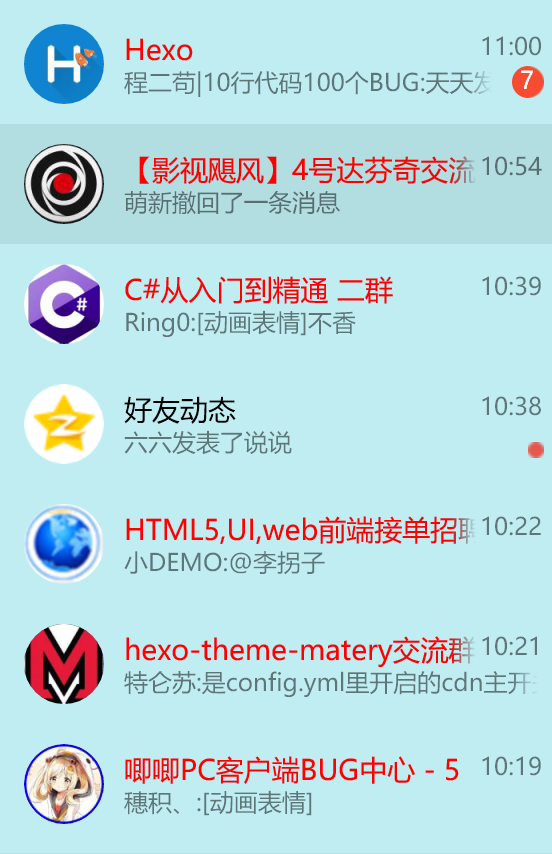 Hexo
11:00
程二苟|10行代码100个BUG:天天发
7
【影视飓风】4号达芬奇交流
10:54
萌新撤回了一条消息
C#从入门到精通 二群
10:39
Ring0:[动画表情]不香
好友动态
10:38
六六发表了说说
HTML5,UI,web前端接单招聘
10:22
小DEMO:@李拐子
hexo-theme-matery交流群
10:21
特仑苏:是config.yml里开启的cdn主开
唧唧PC客户端BUG中心 - 5
10:19
穗积、:[动画表情]